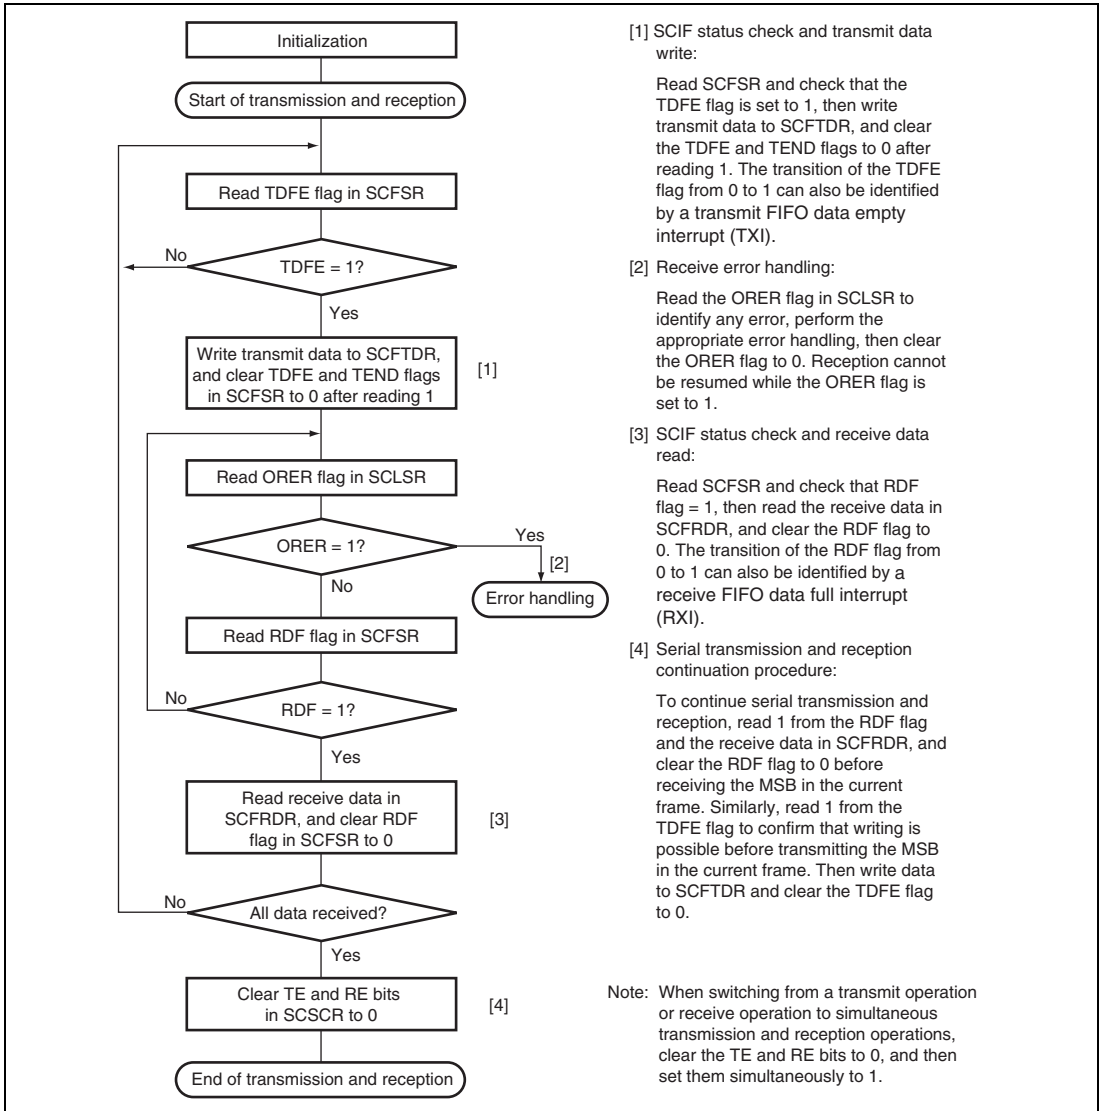 Initialization
Start of transmission and reception
Read TDFE flag in SCFSR
No
TDFE = 1?
Yes
Write transmit data to SCFTDR,
and clear TDFE and TEND flags
in SCFSR to 0 after reading 1
[1]
Read ORER flag in SCLSR
ORER = 1?
Yes
[2]
No
Error handling
Read RDF flag in SCFSR
No
RDF = 1?
Yes
Read receive data in
SCFRDR, and clear RDF
flag in SCFSR to 0
[3]
No
All data received?
Yes
Clear TE and RE bits
in SCSCR to 0
[4]
End of transmission and reception
[1] SCIF status check and transmit data
write:
Read SCFSR and check that the
TDFE flag is set to 1, then write
transmit data to SCFTDR, and clear
the TDFE and TEND flags to 0 after
reading 1. The transition of the TDFE
flag from 0 to 1 can also be identified
by a transmit FIFO data empty
interrupt (TXI).
[2] Receive error handling:
Read the ORER flag in SCLSR to
identify any error, perform the
appropriate error handling, then clear
the ORER flag to 0. Reception cannot
be resumed while the ORER flag is
set to 1.
[3] SCIF status check and receive data
read:
Read SCFSR and check that RDF
flag = 1, then read the receive data in
SCFRDR, and clear the RDF flag to
0. The transition of the RDF flag from
0 to 1 can also be identified by a
receive FIFO data full interrupt
(RXI).
[4] Serial transmission and reception
continuation procedure:
To continue serial transmission and
reception, read 1 from the RDF flag
and the receive data in SCFRDR, and
clear the RDF flag to 0 before
receiving the MSB in the current
frame. Similarly, read 1 from the
TDFE flag to confirm that writing is
possible before transmitting the MSB
in the current frame. Then write data
to SCFTDR and clear the TDFE flag
to 0.
Note: When switching from a transmit operation
or receive operation to simultaneous
transmission and reception operations,
clear the TE and RE bits to 0, and then
set them simultaneously to 1.